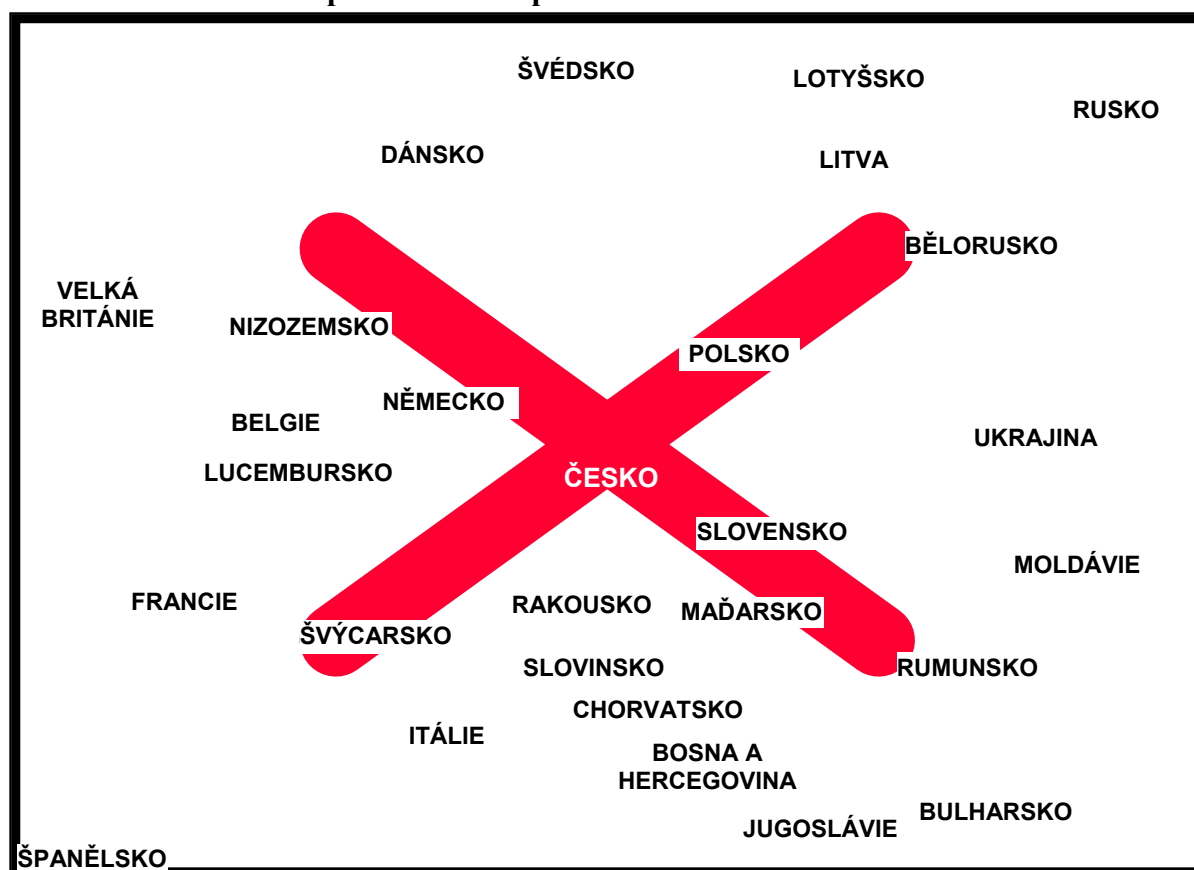 ŠVÉDSKO
LOTYŠSKO
RUSKO
DÁNSKO
LITVA
BĚLORUSKO
VELKÁ
BRITÁNIE
NIZOZEMSKO
POLSKO
NĚMECKO
BELGIE
UKRAJINA
LUCEMBURSKO
ČESKO
SLOVENSKO
MOLDÁVIE
FRANCIE
RAKOUSKO
MAĎARSKO
ŠVÝCARSKO
SLOVINSKO
RUMUNSKO
CHORVATSKO
ITÁLIE
BOSNA A
HERCEGOVINA
BULHARSKO
JUGOSLÁVIE
ŠPANĚLSKO